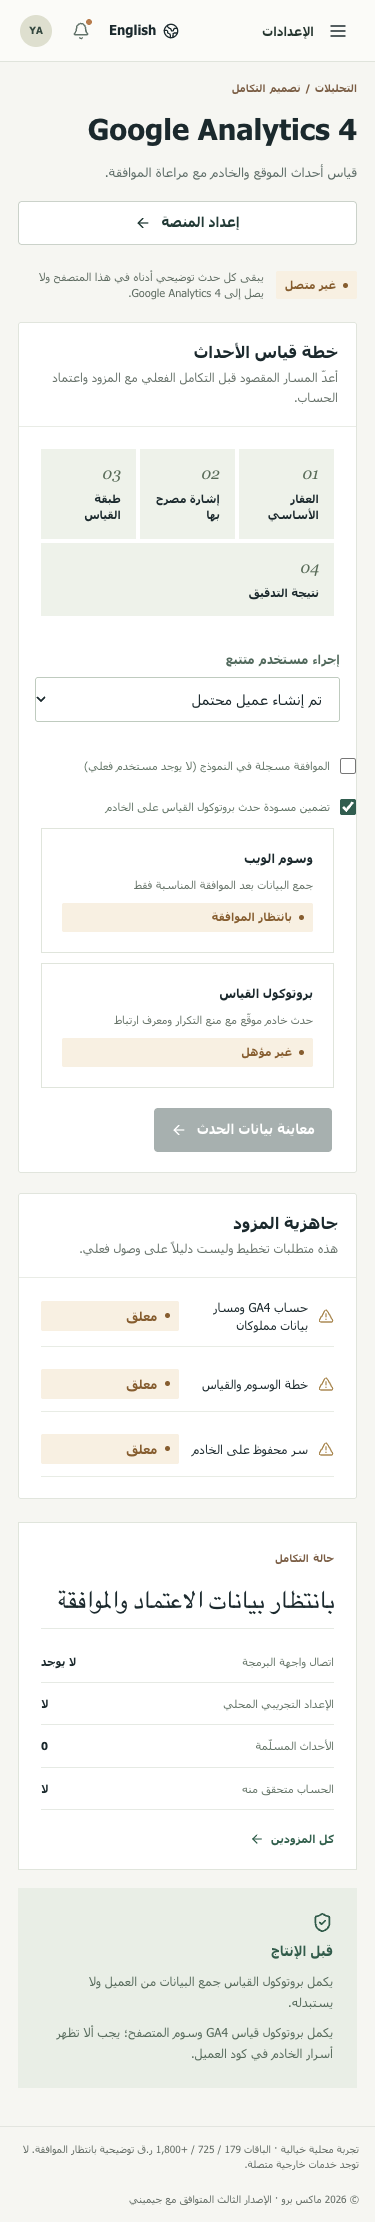 الإعدادات
English
YA
التحليلات / تصميم التكامل
Google Analytics 4
قياس أحداث الموقع والخادم مع مراعاة الموافقة.
إعداد المنصة
غير متصل
يبقى كل حدث توضيحي أدناه في هذا المتصفح ولا
يصل إلى Google Analytics 4.
خطة قياس الأحداث
أعدّ المسار المقصود قبل التكامل الفعلي مع المزود واعتماد
الحساب.
01
العقار
الأساسي
02
إشارة مصرح
بها
03
طبقة
القياس
04
نتيجة التدقيق
إجراء مستخدم متتبع
تم إنشاء عميل محتمل
الموافقة مسجلة في النموذج (لا يوجد مستخدم فعلي)
تضمين مسودة حدث بروتوكول القياس على الخادم
وسوم الويب
جمع البيانات بعد الموافقة المناسبة فقط
بانتظار الموافقة
بروتوكول القياس
حدث خادم موقّع مع منع التكرار ومعرف ارتباط
غير مؤهل
معاينة بيانات الحدث
جاهزية المزود
هذه متطلبات تخطيط وليست دليلاً على وصول فعلي.
حساب GA4 ومسار
بيانات مملوكان
معلق
خطة الوسوم والقياس
معلق
سر محفوظ على الخادم
معلق
حالة التكامل
بانتظار بيانات الاعتماد والموافقة
اتصال واجهة البرمجة
لا يوجد
الإعداد التجريبي المحلي
لا
الأحداث المسلّمة
0
الحساب متحقق منه
لا
كل المزودين
قبل الإنتاج
يكمل بروتوكول القياس جمع البيانات من العميل ولا
يستبدله.
يكمل بروتوكول قياس GA4 وسوم المتصفح؛ يجب ألا تظهر
أسرار الخادم في كود العميل.
تجربة محلية خيالية · الباقات 179 / 725 / +1,800 ر.ق توضيحية بانتظار الموافقة. لا
توجد خدمات خارجية متصلة.
© 2026 ماكس برو · الإصدار الثالث المتوافق مع جيميني